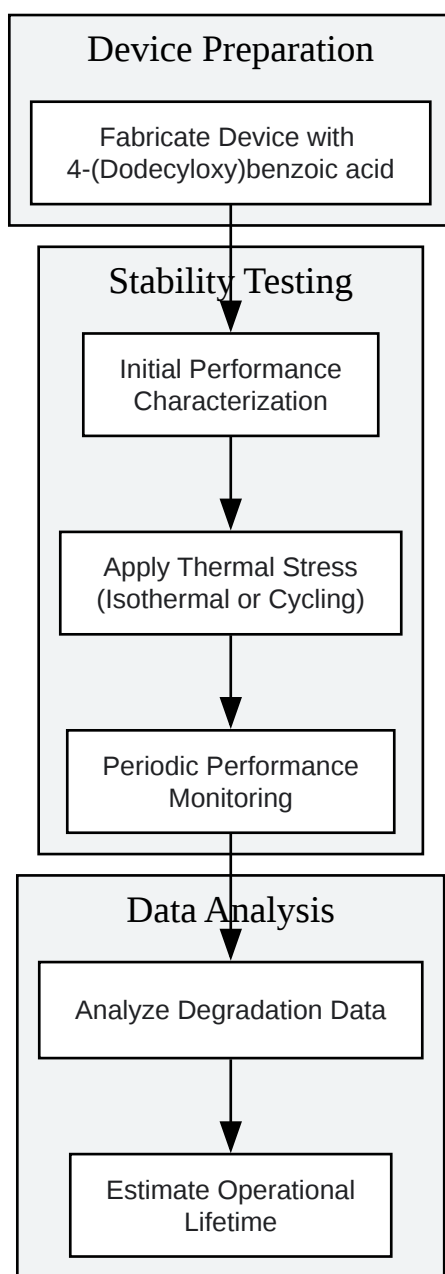 Device Preparation
Fabricate Device with
4-(Dodecyloxy)benzoic acid
Stability Testing
Initial Performance
Characterization
Apply Thermal Stress
(Isothermal or Cycling)
Periodic Performance
Monitoring
Data Analysis
Analyze Degradation Data
Estimate Operational
Lifetime